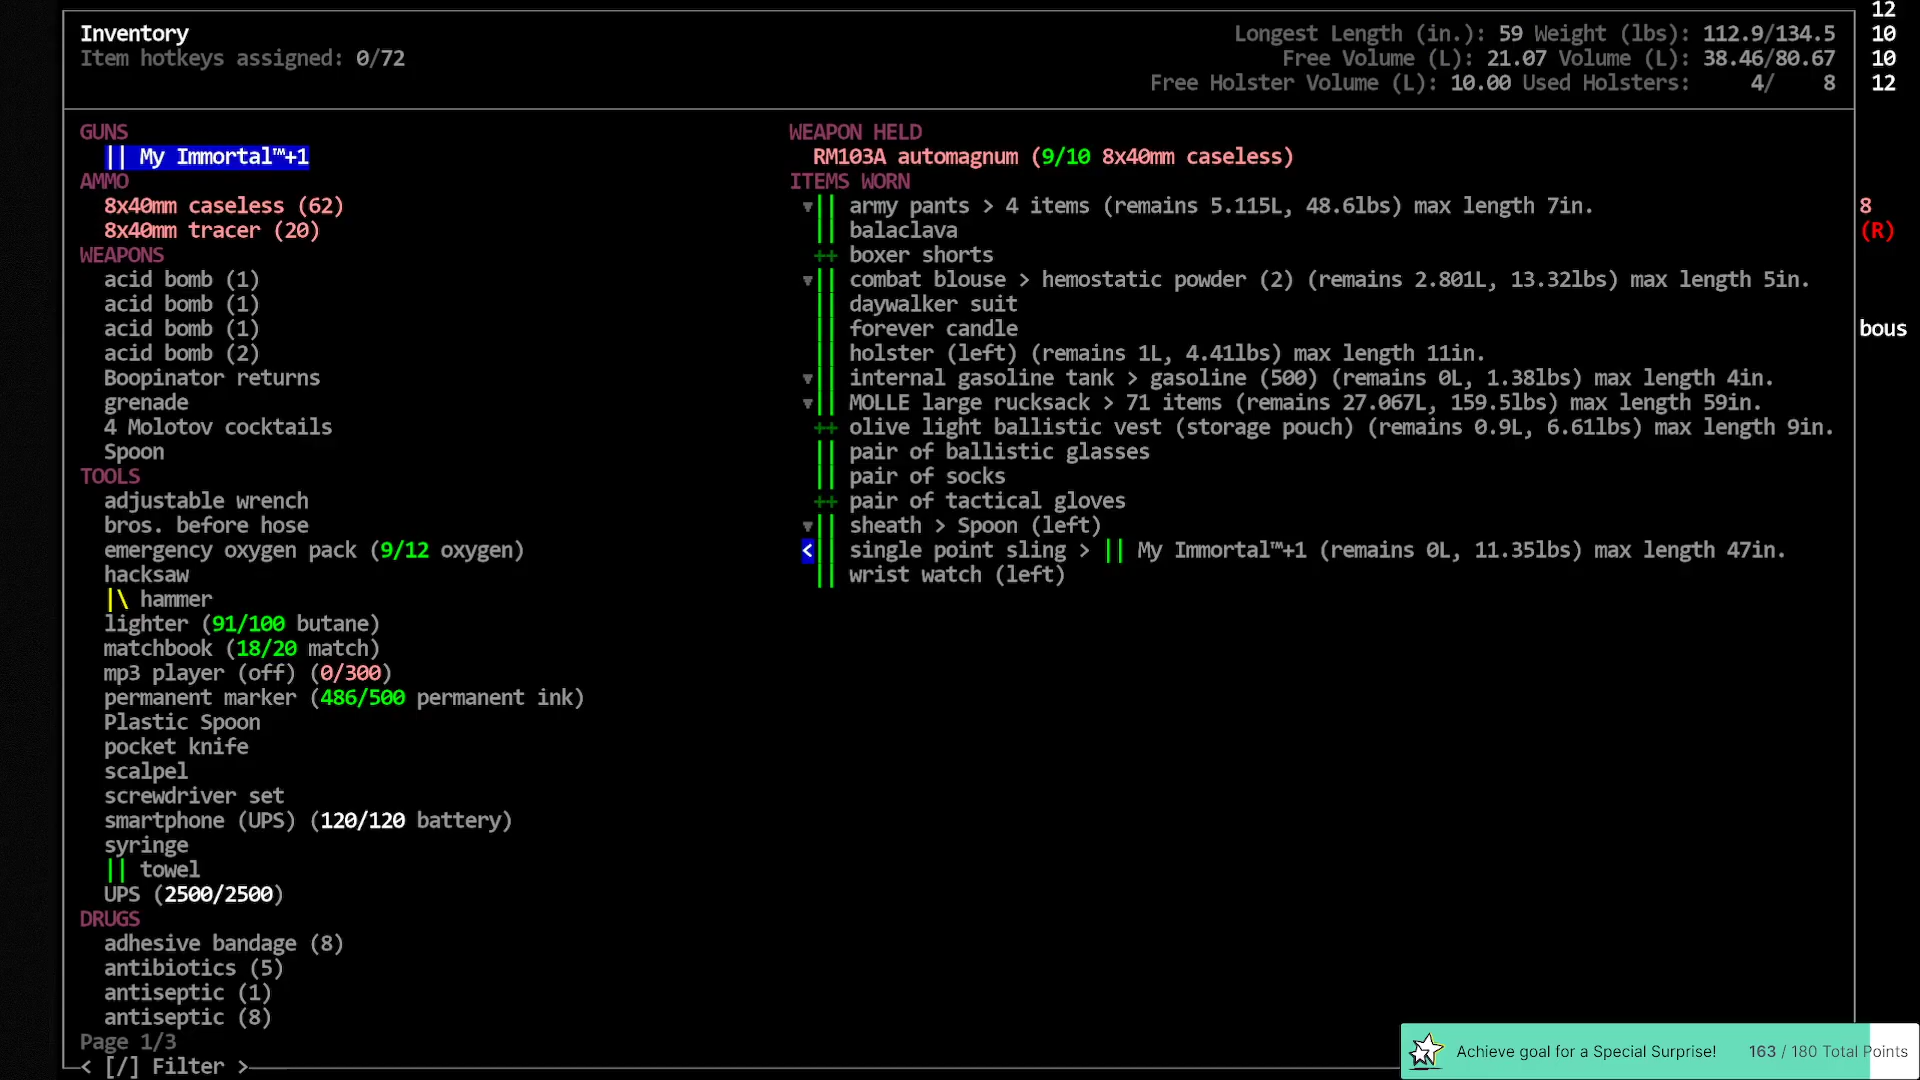 Inventory
Item hotkeys assigned: 0/72
Longest Length (in.): 59 Weight (lbs): 112.9/134.5
Free Volume (L): 21.07 Volume (L): 38.46/80.67
Free Holster Volume (L): 10.00 Used Holsters: 4/ 8
12
10
10
12
GUNS
|| My Immortal™+1
AMMO
8x40mm caseless (62)
8x40mm tracer (20)
WEAPONS
acid bomb (1)
acid bomb (1)
acid bomb (1)
acid bomb (2)
Boopinator returns
grenade
4 Molotov cocktails
Spoon
TOOLS
adjustable wrench
bros. before hose
emergency oxygen pack (9/12 oxygen)
hacksaw
|\ hammer
lighter (91/100 butane)
matchbook (18/20 match)
mp3 player (off) (0/300)
permanent marker (486/500 permanent ink)
Plastic Spoon
pocket knife
scalpel
screwdriver set
smartphone (UPS) (120/120 battery)
syringe
|| towel
UPS (2500/2500)
DRUGS
adhesive bandage (8)
antibiotics (5)
antiseptic (1)
antiseptic (8)
Page 1/3
< [/] Filter >
WEAPON HELD
RM103A automagnum (9/10 8x40mm caseless)
ITEMS WORN
▼|| army pants > 4 items (remains 5.115L, 48.6lbs) max length 7in.
|| balaclava
++ boxer shorts
▼|| combat blouse > hemostatic powder (2) (remains 2.801L, 13.32lbs) max length 5in.
|| daywalker suit
|| forever candle
|| holster (left) (remains 1L, 4.41lbs) max length 11in.
▼|| internal gasoline tank > gasoline (500) (remains 0L, 1.38lbs) max length 4in.
▼|| MOLLE large rucksack > 71 items (remains 27.067L, 159.5lbs) max length 59in.
++ olive light ballistic vest (storage pouch) (remains 0.9L, 6.61lbs) max length 9in.
|| pair of ballistic glasses
|| pair of socks
++ pair of tactical gloves
▼|| sheath > Spoon (left)
<|| single point sling > || My Immortal™+1 (remains 0L, 11.35lbs) max length 47in.
|| wrist watch (left)
8
(R)
bous
Achieve goal for a Special Surprise! 163 / 180 Total Points